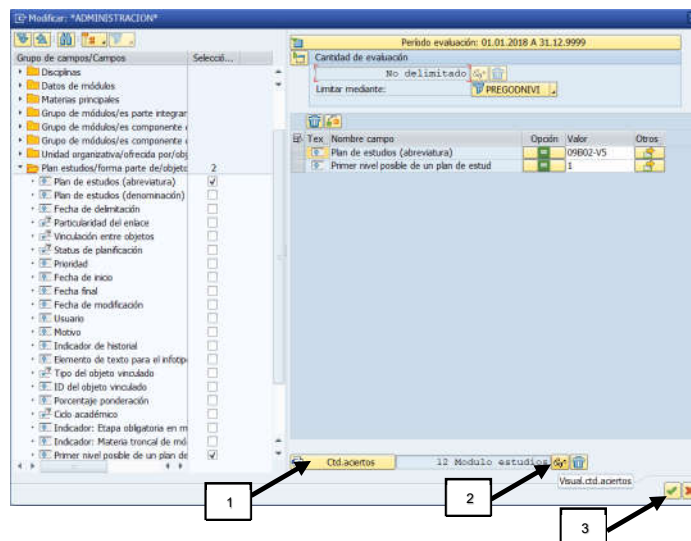 Modificar: *ADMINISTRACION*
Grupo de campos/Campos Selecció...
Disciplinas
Datos de módulos
Materias principales
Grupo de módulos/es parte integrar
Grupo de módulos/es componente
Grupo de módulos/es componente
Unidad organizativa/ofrecida por/obj
Plan estudios/forma parte de/objeto 2
Plan de estudios (abreviatura)
Plan de estudios (denominación)
Fecha de delimitación
Particularidad del enlace
Vinculación entre objetos
Status de planificación
Prioridad
Fecha de inicio
Fecha final
Fecha de modificación
Usuario
Motivo
Indicador de historial
Elemento de texto para el infotip
Tipo del objeto vinculado
ID del objeto vinculado
Porcentaje ponderación
Ciclo académico
Indicador: Etapa obligatoria en m
Indicador: Materia troncal de mó
Primer nivel posible de un plan de
Período evaluación: 01.01.2018 A 31.12.9999
Cantidad de evaluación
No delimitado
Limitar mediante: PREGODNIVI
Tex Nombre campo Opción Valor Otros
Plan de estudios (abreviatura) 09B02-V5
Primer nivel posible de un plan de estud 1
Ctd.aciertos 12 Modulo estudios
Visual.ctd.aciertos
1
2
3